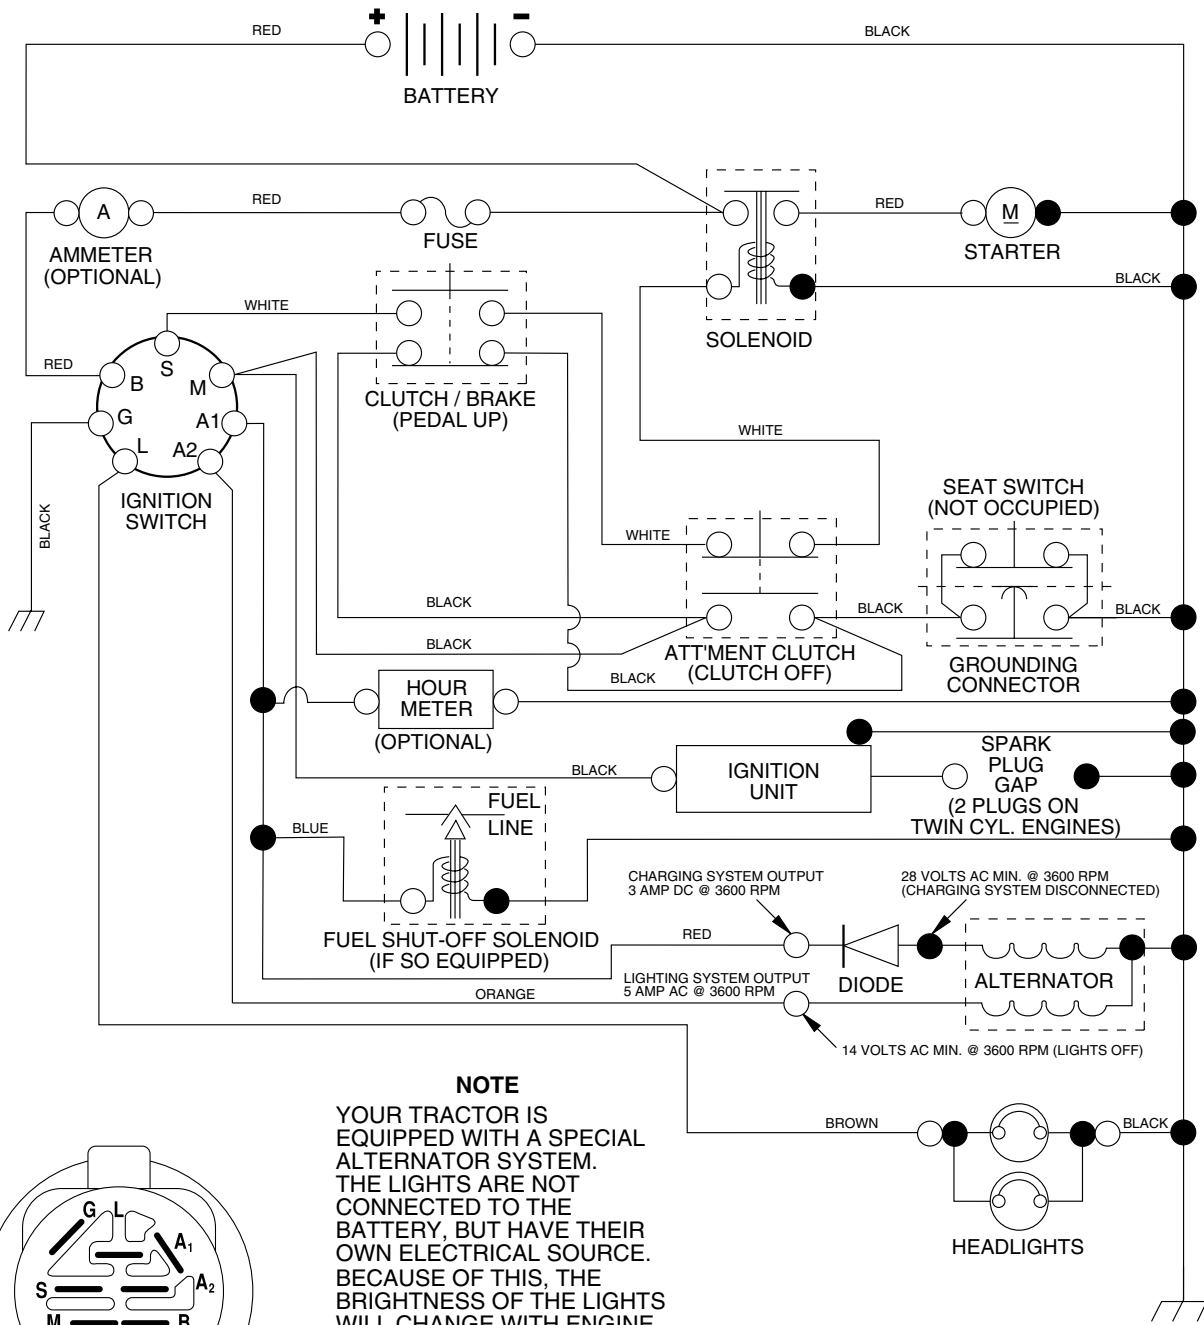 + -
RED
BLACK
BATTERY
A
RED
RED
M
AMMETER
(OPTIONAL)
FUSE
STARTER
WHITE
BLACK
SOLENOID
RED
S
B
M
G
A1
L
A2
IGNITION
SWITCH
CLUTCH / BRAKE
(PEDAL UP)
WHITE
BLACK
SEAT SWITCH
(NOT OCCUPIED)
WHITE
BLACK
BLACK
BLACK
BLACK
ATT'MENT CLUTCH
(CLUTCH OFF)
GROUNDING
CONNECTOR
BLACK
HOUR
METER
(OPTIONAL)
BLACK
IGNITION
UNIT
SPARK
PLUG
GAP
(2 PLUGS ON
TWIN CYL. ENGINES)
FUEL
LINE
BLUE
FUEL SHUT-OFF SOLENOID
(IF SO EQUIPPED)
CHARGING SYSTEM OUTPUT
3 AMP DC @ 3600 RPM
28 VOLTS AC MIN. @ 3600 RPM
(CHARGING SYSTEM DISCONNECTED)
RED
DIODE
ALTERNATOR
LIGHTING SYSTEM OUTPUT
5 AMP AC @ 3600 RPM
ORANGE
14 VOLTS AC MIN. @ 3600 RPM (LIGHTS OFF)
NOTE
YOUR TRACTOR IS
EQUIPPED WITH A SPECIAL
ALTERNATOR SYSTEM.
THE LIGHTS ARE NOT
CONNECTED TO THE
BATTERY, BUT HAVE THEIR
OWN ELECTRICAL SOURCE.
BECAUSE OF THIS, THE
BRIGHTNESS OF THE LIGHTS
WILL CHANGE WITH ENGINE
BROWN
BLACK
HEADLIGHTS
G L
A1
A2
S
M
B